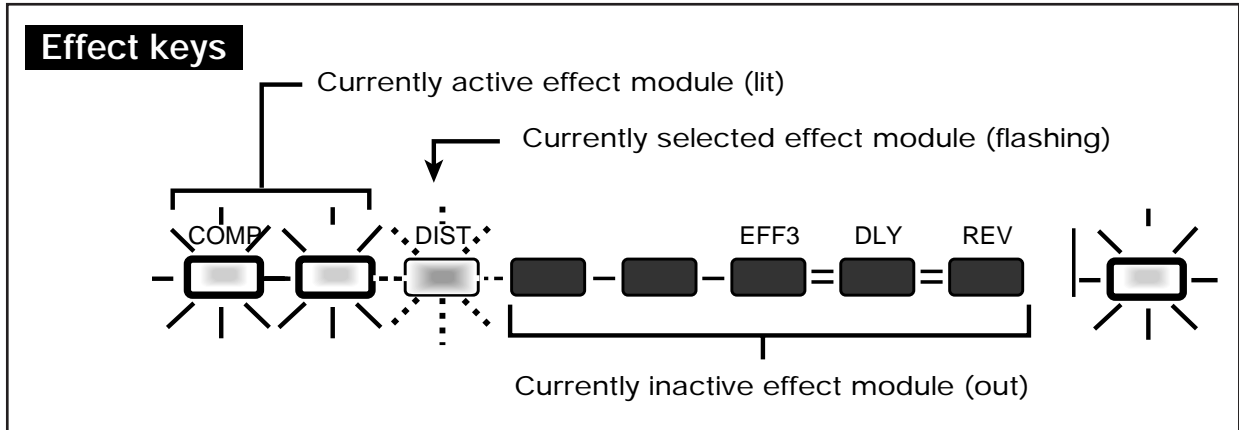 Effect keys
Currently active effect module (lit)
Currently selected effect module (flashing)
COMP DIST EFF3 DLY REV
Currently inactive effect module (out)